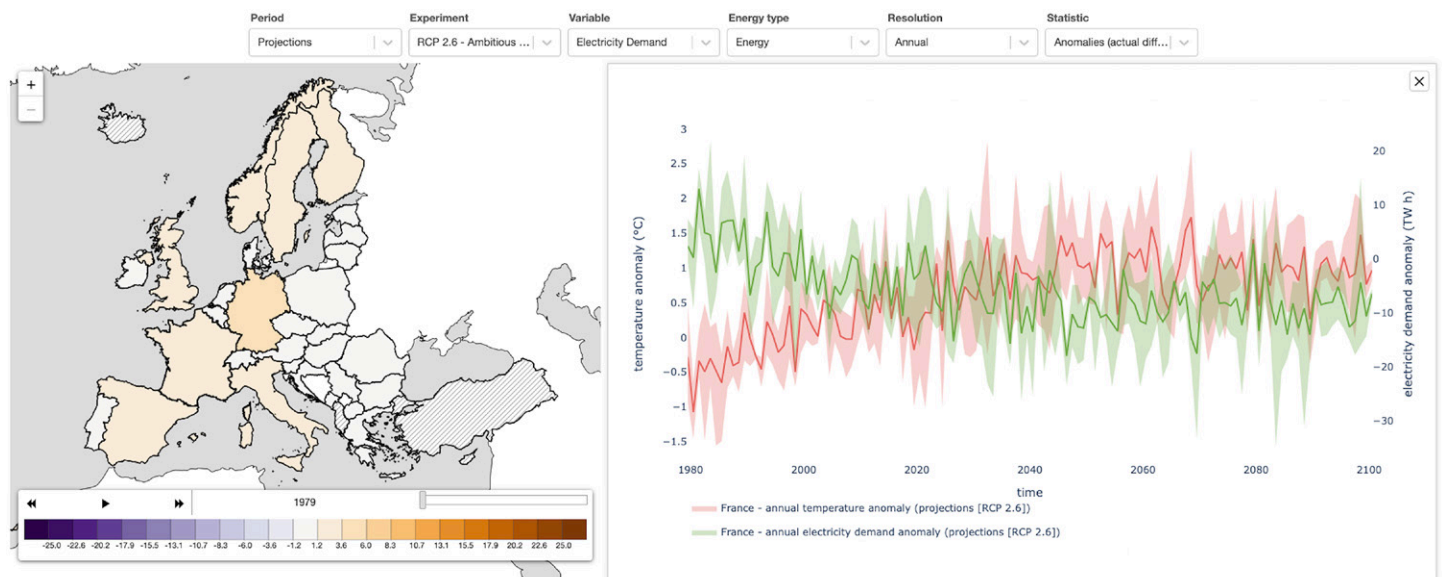 Period Experiment Variable Energy type Resolution Statistic
Projections RCP 2.6 - Ambitious ... Electricity Demand Energy Annual Anomalies (actual diff...
+
−
1979
-25.0 -22.6 -20.2 -17.9 -15.5 -13.1 -10.7 -8.3 -6.0 -3.6 -1.2 1.2 3.6 6.0 8.3 10.7 13.1 15.5 17.9 20.2 22.6 25.0
temperature anomaly (°C)
3
2.5
2
1.5
1
0.5
0
−0.5
−1
−1.5
20
10
0
−10
−20
−30
electricity demand anomaly (TW h)
1980 2000 2020 2040 2060 2080 2100
time
France - annual temperature anomaly (projections [RCP 2.6])
France - annual electricity demand anomaly (projections [RCP 2.6])